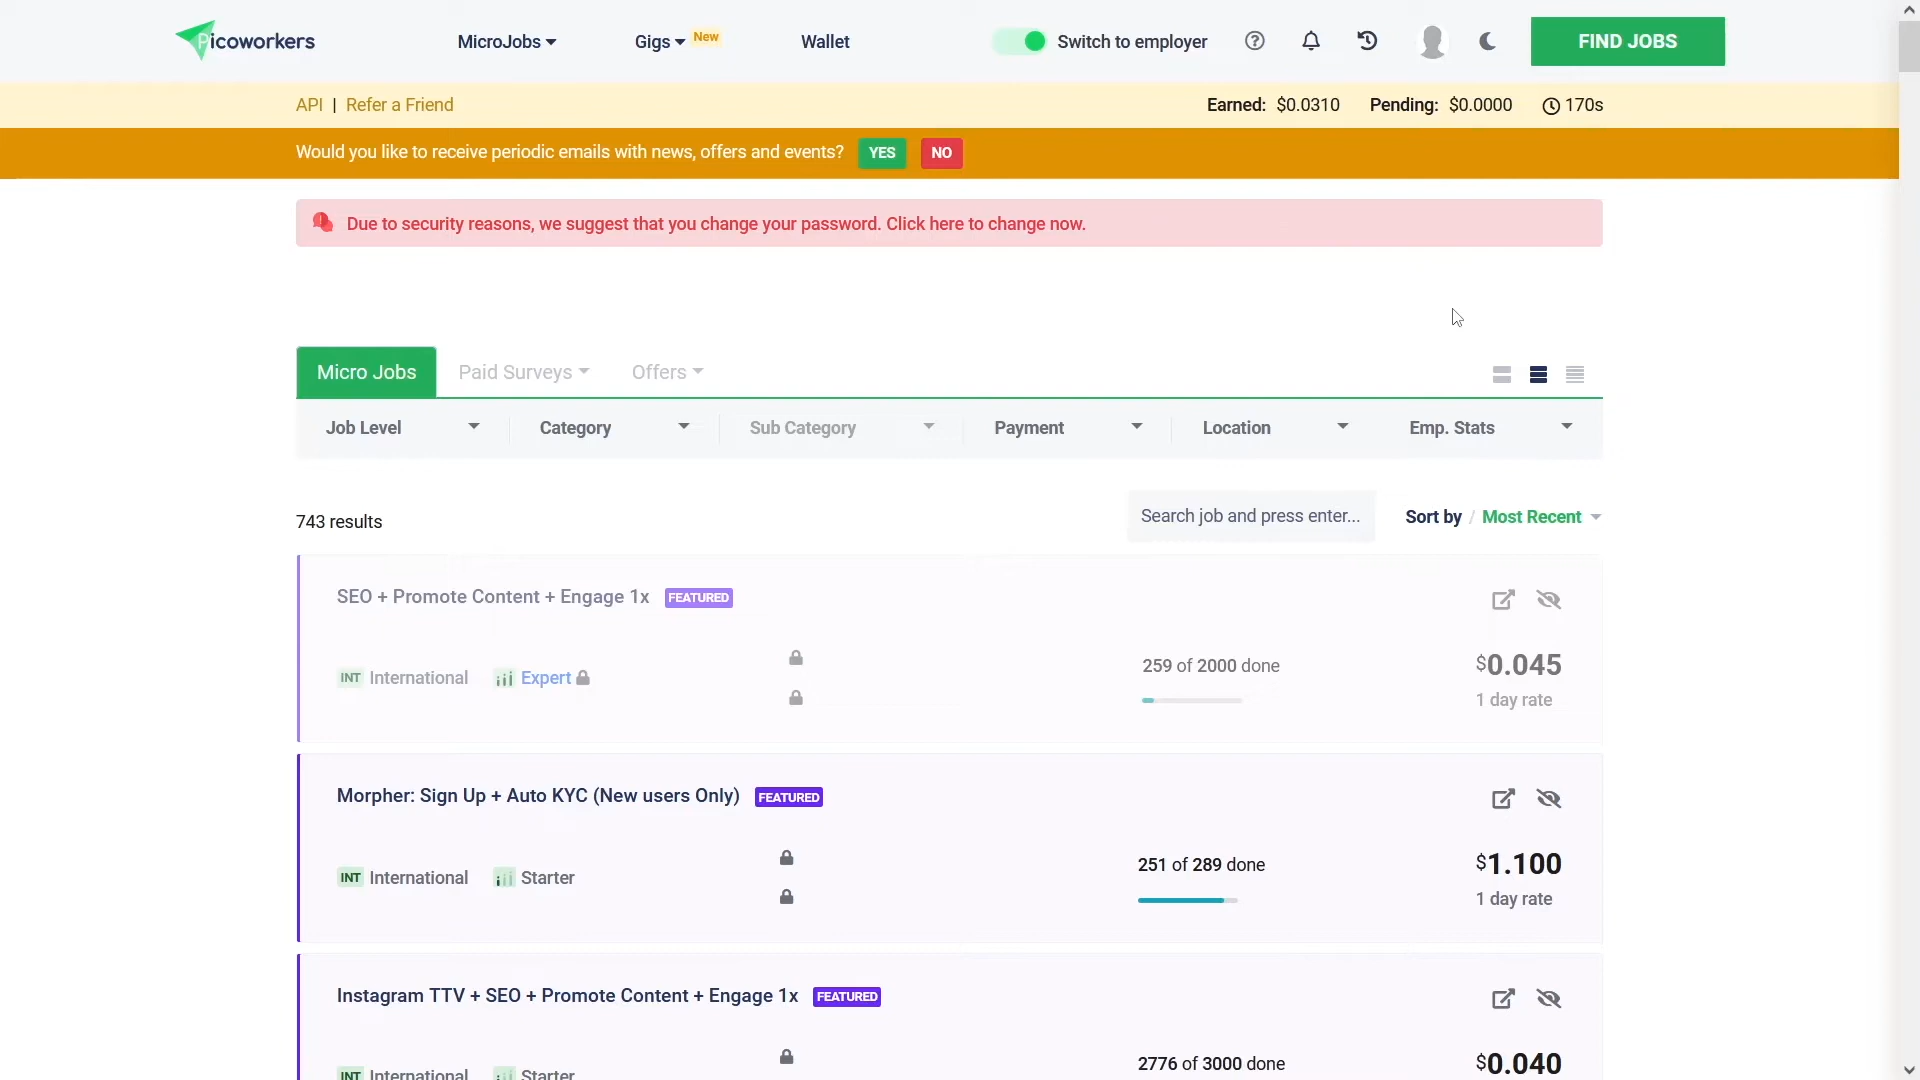 Picoworkers
MicroJobs
Gigs
New
Wallet
Switch to employer
FIND JOBS
API | Refer a Friend
Earned: $0.0310
Pending: $0.0000
170s
Would you like to receive periodic emails with news, offers and events?
YES
NO
Due to security reasons, we suggest that you change your password. Click here to change now.
Micro Jobs
Paid Surveys
Offers
Job Level
Category
Sub Category
Payment
Location
Emp. Stats
743 results
Search job and press enter...
Sort by / Most Recent
SEO + Promote Content + Engage 1x
FEATURED
INT International
Expert
259 of 2000 done
$0.045
1 day rate
Morpher: Sign Up + Auto KYC (New users Only)
FEATURED
INT International
Starter
251 of 289 done
$1.100
1 day rate
Instagram TTV + SEO + Promote Content + Engage 1x
FEATURED
INT International
Starter
2776 of 3000 done
$0.040